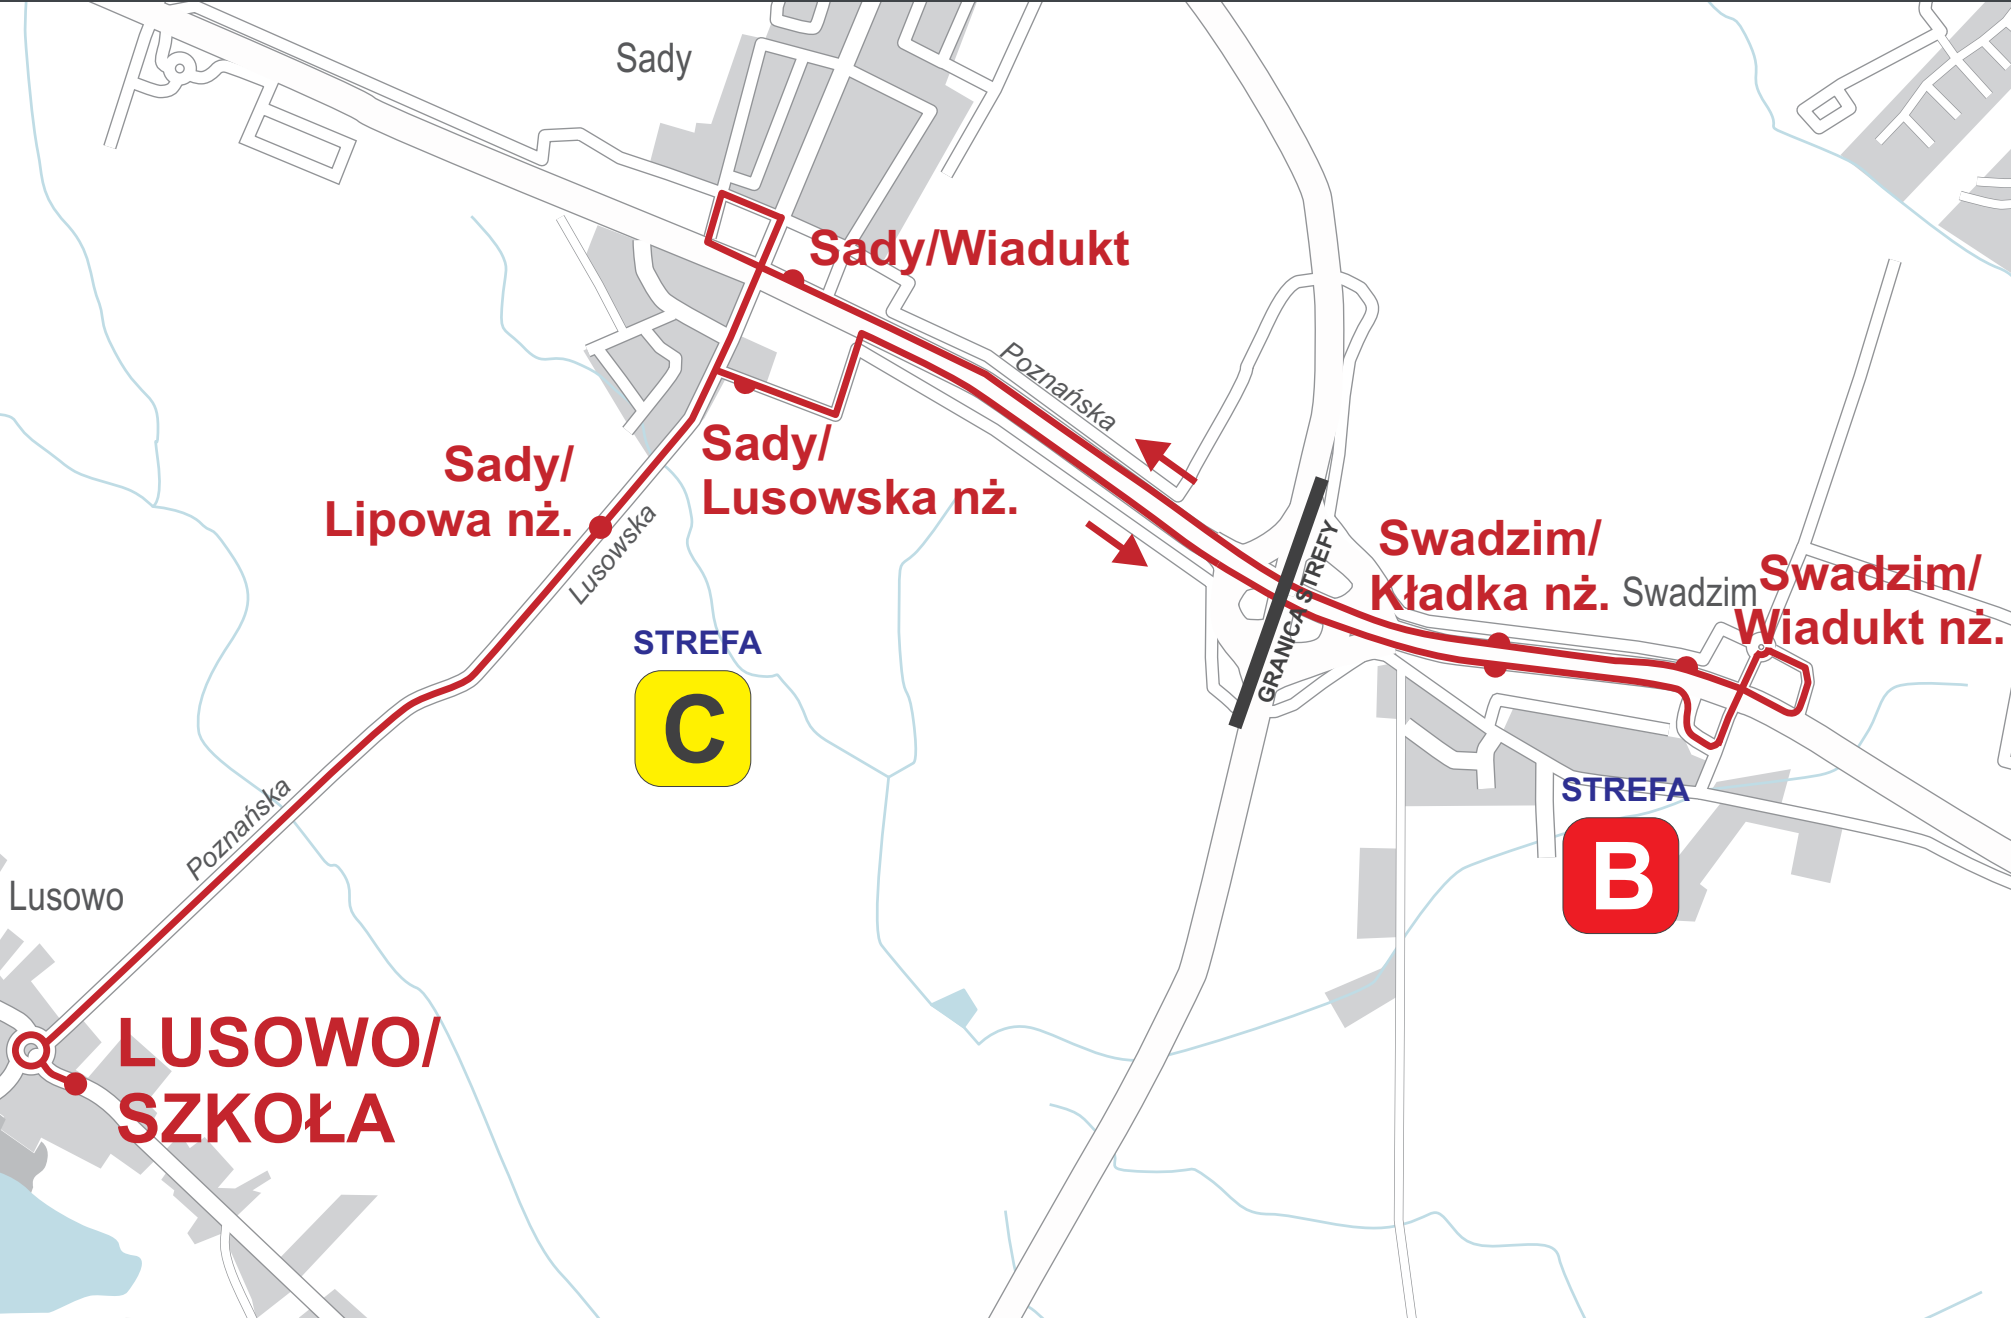 Sady
Sady/Wiadukt
Poznańska
Sady/
Lusowska nż.
Sady/
Lipowa nż.
Lusowska
Swadzim/
Kładka nż.
Swadzim
Swadzim/
Wiadukt nż.
GRANICA STREFY
STREFA
C
STREFA
B
Poznańska
Lusowo
LUSOWO/
SZKOŁA